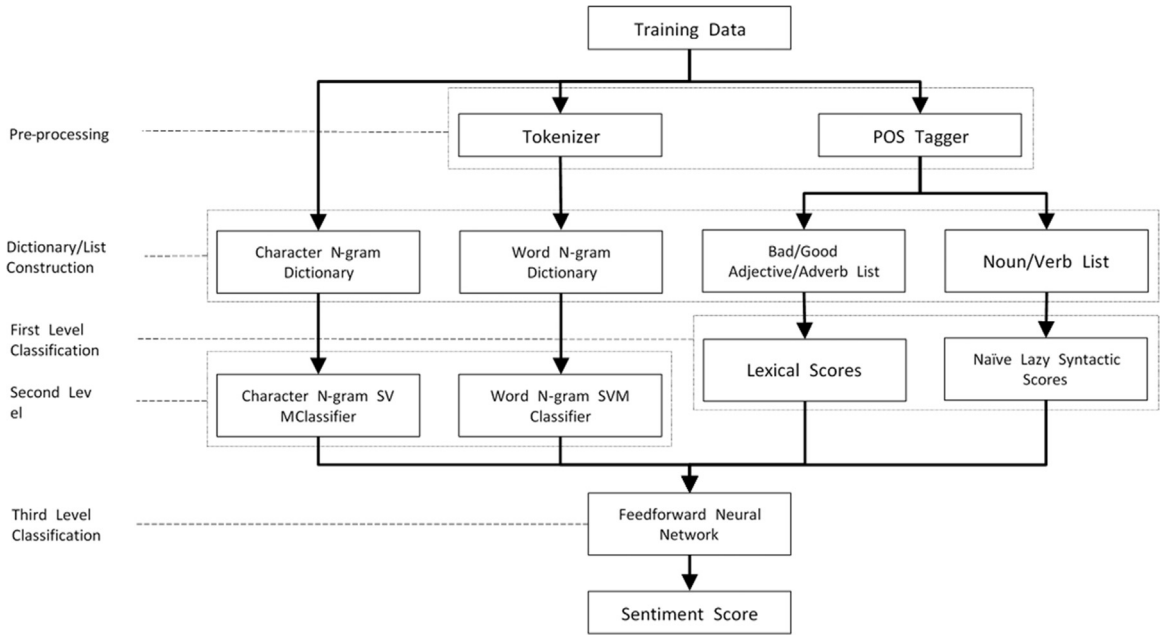 Training Data
Pre-processing
Tokenizer
POS Tagger
Dictionary/List
Construction
Character N-gram
Dictionary
Word N-gram
Dictionary
Bad/Good
Adjective/Adverb List
Noun/Verb List
First Level
Classification
Lexical Scores
Naïve Lazy Syntactic
Scores
Second Lev
el
Character N-gram SV
MClassifier
Word N-gram SVM
Classifier
Third Level
Classification
Feedforward Neural
Network
Sentiment Score